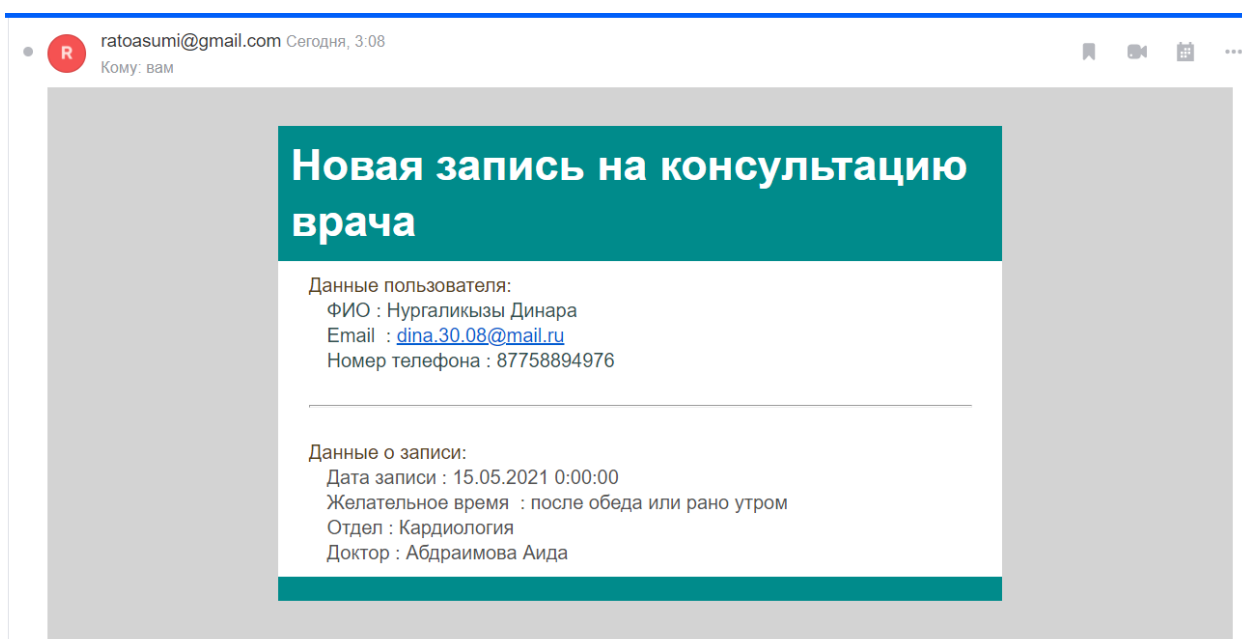 ratoasumi@gmail.com Сегодня, 3:08
R
Кому: вам
Новая запись на консультацию
врача
Данные пользователя:
ФИО : Нургаликызы Динара
Email : dina.30.08@mail.ru
Номер телефона : 87758894976
Данные о записи:
Дата записи : 15.05.2021 0:00:00
Желательное время : после обеда или рано утром
Отдел : Кардиология
Доктор : Абдраимова Аида